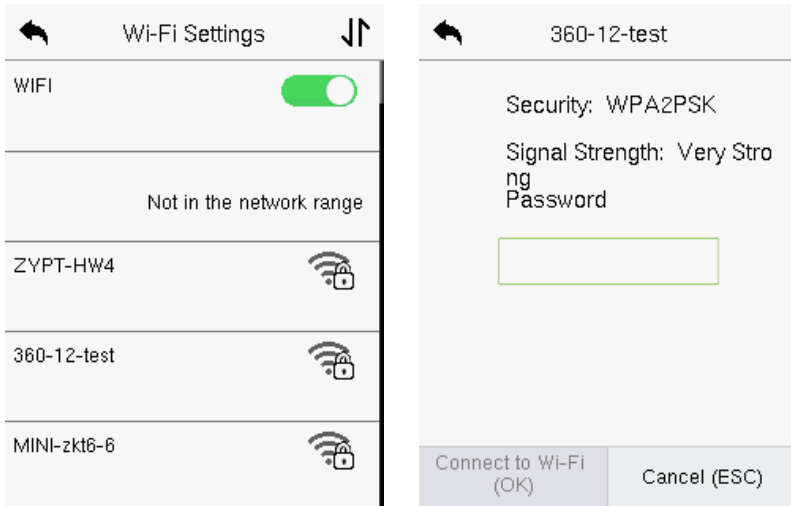 Wi-Fi Settings
WIFI
Not in the network range
ZYPT-HW4
360-12-test
MINI-zkt6-6
360-12-test
Security: WPA2PSK
Signal Strength: Very Stro
ng
Password
Connect to Wi-Fi
(OK)
Cancel (ESC)